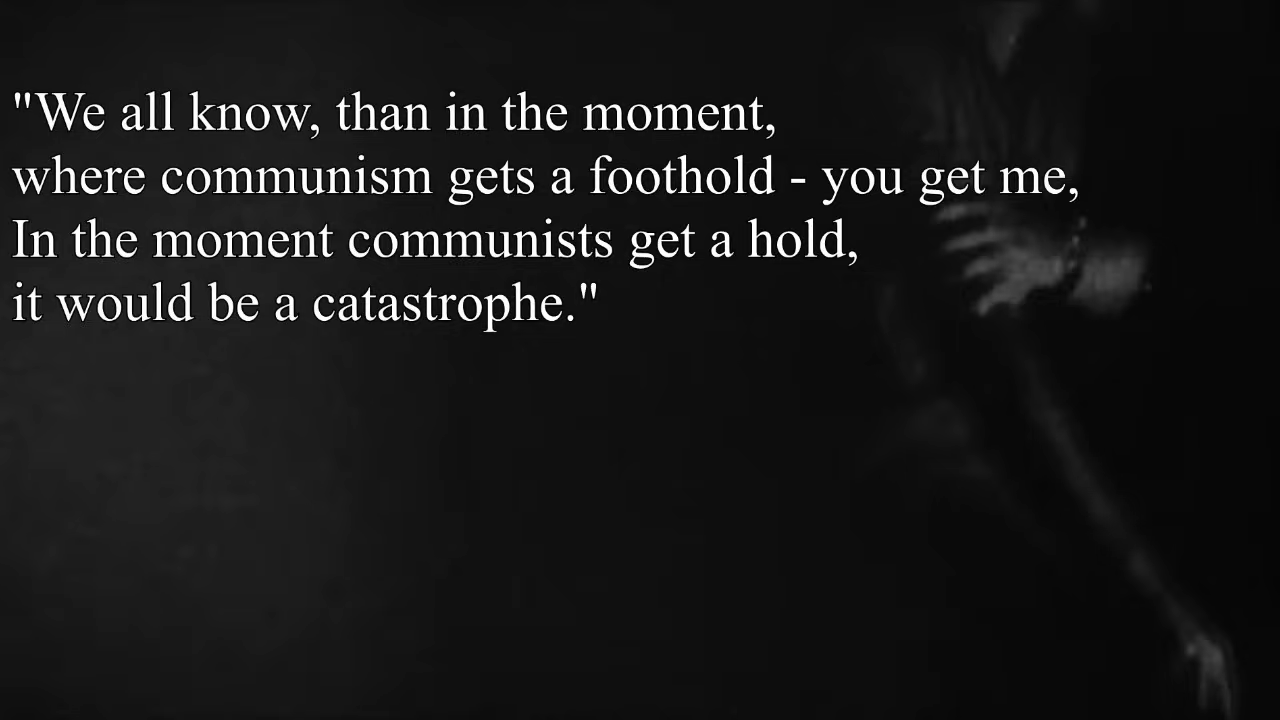 "We all know, than in the moment,
where communism gets a foothold - you get me,
In the moment communists get a hold,
it would be a catastrophe."